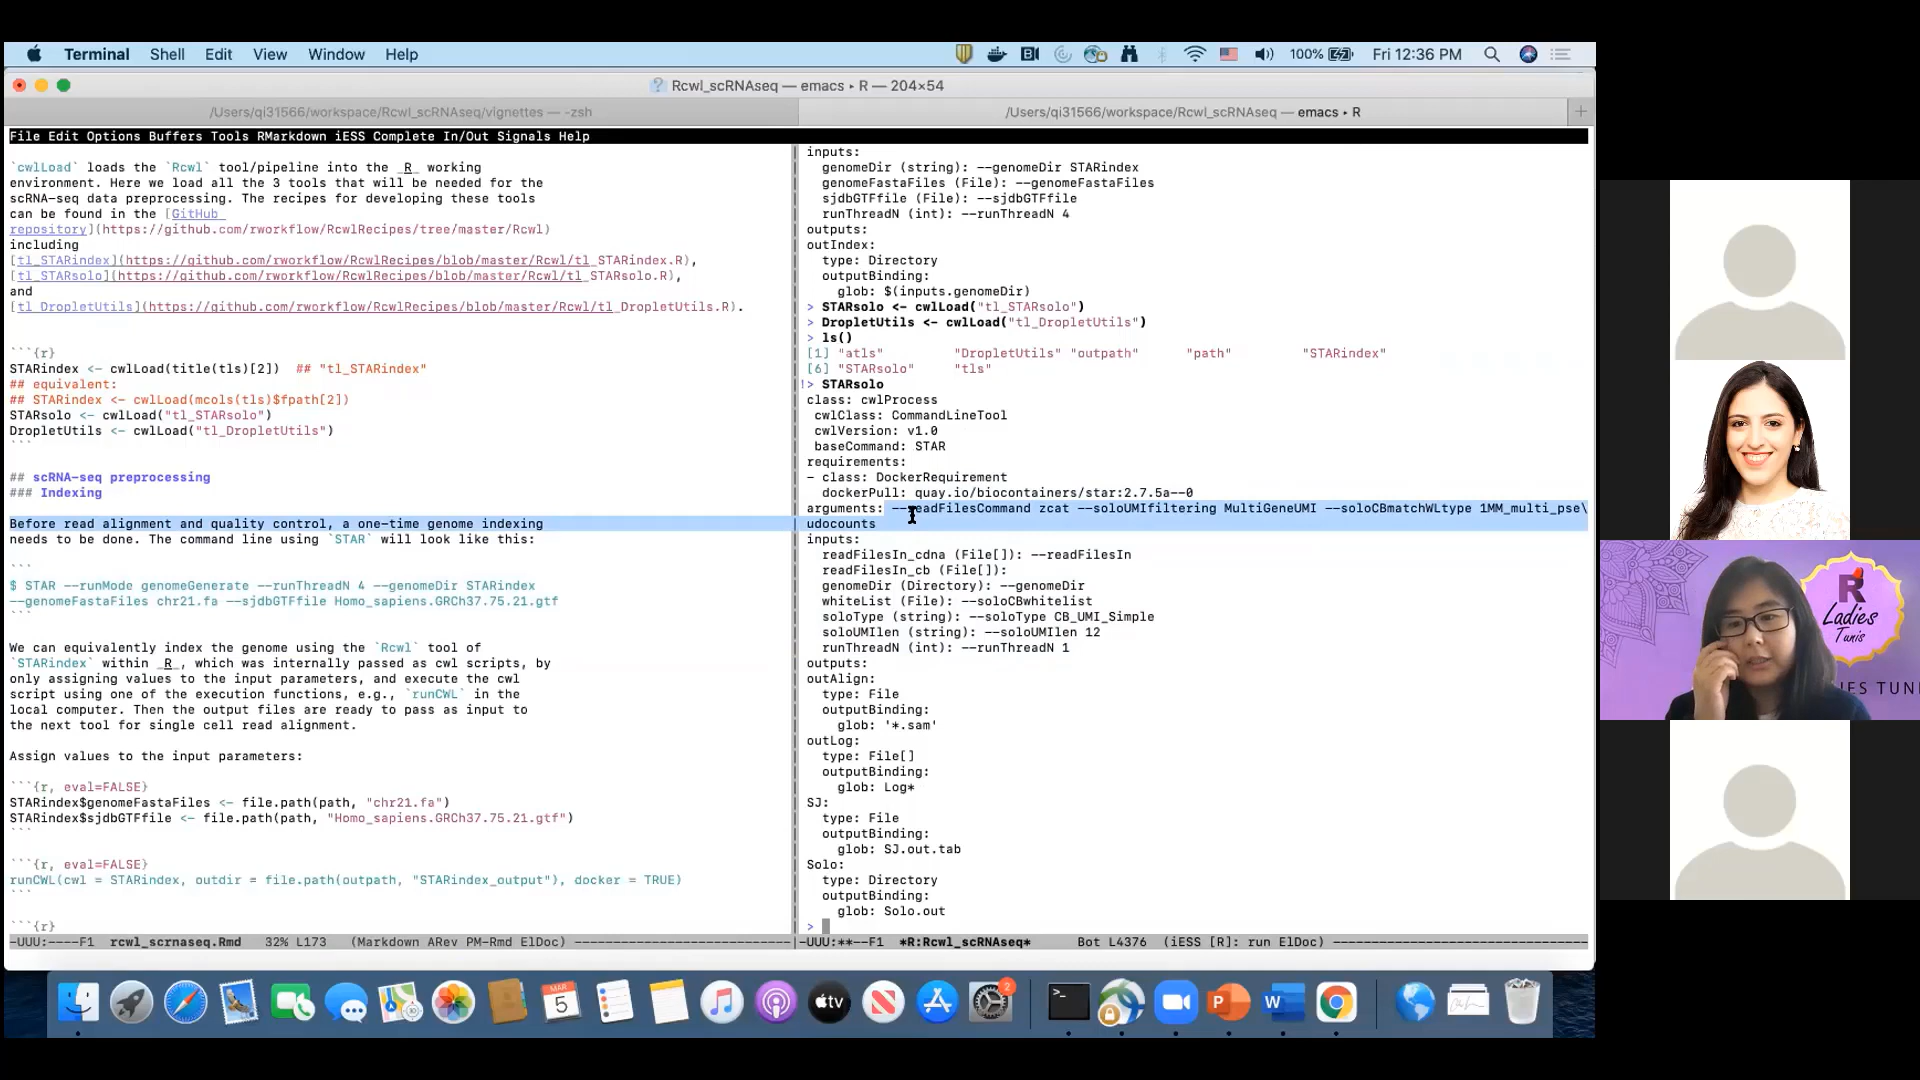 Terminal Shell Edit View Window Help
100% Fri 12:36 PM
Rcwl_scRNAseq — emacs ▸ R — 204×54
/Users/qi31566/workspace/Rcwl_scRNAseq/vignettes — -zsh
/Users/qi31566/workspace/Rcwl_scRNAseq — emacs ▸ R
File Edit Options Buffers Tools RMarkdown iESS Complete In/Out Signals Help
`cwlLoad` loads the `Rcwl` tool/pipeline into the _R_ working
environment. Here we load all the 3 tools that will be needed for the
scRNA-seq data preprocessing. The recipes for developing these tools
can be found in the [GitHub
repository](https://github.com/rworkflow/RcwlRecipes/tree/master/Rcwl)
including
[tl_STARindex](https://github.com/rworkflow/RcwlRecipes/blob/master/Rcwl/tl_STARindex.R),
[tl_STARsolo](https://github.com/rworkflow/RcwlRecipes/blob/master/Rcwl/tl_STARsolo.R),
and
[tl_DropletUtils](https://github.com/rworkflow/RcwlRecipes/blob/master/Rcwl/tl_DropletUtils.R).
```{r}
STARindex <- cwlLoad(title(tls)[2])  ## "tl_STARindex"
## equivalent:
## STARindex <- cwlLoad(mcols(tls)$fpath[2])
STARsolo <- cwlLoad("tl_STARsolo")
DropletUtils <- cwlLoad("tl_DropletUtils")
```
## scRNA-seq preprocessing
### Indexing
Before read alignment and quality control, a one-time genome indexing
needs to be done. The command line using `STAR` will look like this:
```
$ STAR --runMode genomeGenerate --runThreadN 4 --genomeDir STARindex
--genomeFastaFiles chr21.fa --sjdbGTFfile Homo_sapiens.GRCh37.75.21.gtf
```
We can equivalently index the genome using the `Rcwl` tool of
`STARindex` within _R_, which was internally passed as cwl scripts, by
only assigning values to the input parameters, and execute the cwl
script using one of the execution functions, e.g., `runCWL` in the
local computer. Then the output files are ready to pass as input to
the next tool for single cell read alignment.
Assign values to the input parameters:
```{r, eval=FALSE}
STARindex$genomeFastaFiles <- file.path(path, "chr21.fa")
STARindex$sjdbGTFfile <- file.path(path, "Homo_sapiens.GRCh37.75.21.gtf")
```
```{r, eval=FALSE}
runCWL(cwl = STARindex, outdir = file.path(outpath, "STARindex_output"), docker = TRUE)
```
```{r}
-UUU:----F1  rcwl_scrnaseq.Rmd   32% L173   (Markdown ARev PM-Rmd ElDoc)
inputs:
genomeDir (string): --genomeDir STARindex
genomeFastaFiles (File): --genomeFastaFiles
sjdbGTFfile (File): --sjdbGTFfile
runThreadN (int): --runThreadN 4
outputs:
outIndex:
type: Directory
outputBinding:
glob: $(inputs.genomeDir)
> STARsolo <- cwlLoad("tl_STARsolo")
> DropletUtils <- cwlLoad("tl_DropletUtils")
> ls()
[1] "atls" "DropletUtils" "outpath" "path" "STARindex"
[6] "STARsolo" "tls"
!> STARsolo
class: cwlProcess
cwlClass: CommandLineTool
cwlVersion: v1.0
baseCommand: STAR
requirements:
- class: DockerRequirement
dockerPull: quay.io/biocontainers/star:2.7.5a--0
arguments: --readFilesCommand zcat --soloUMIfiltering MultiGeneUMI --soloCBmatchWLtype 1MM_multi_pse\
udocounts
inputs:
readFilesIn_cdna (File[]): --readFilesIn
readFilesIn_cb (File[]):
genomeDir (Directory): --genomeDir
whiteList (File): --soloCBwhitelist
soloType (string): --soloType CB_UMI_Simple
soloUMIlen (string): --soloUMIlen 12
runThreadN (int): --runThreadN 1
outputs:
outAlign:
type: File
outputBinding:
glob: '*.sam'
outLog:
type: File[]
outputBinding:
glob: Log*
SJ:
type: File
outputBinding:
glob: SJ.out.tab
Solo:
type: Directory
outputBinding:
glob: Solo.out
>
-UUU:**--F1  *R:Rcwl_scRNAseq*   Bot L4376  (iESS [R]: run ElDoc)
R
Ladies
Tunis
IES TUN
MAR
5
tv
2
P
W